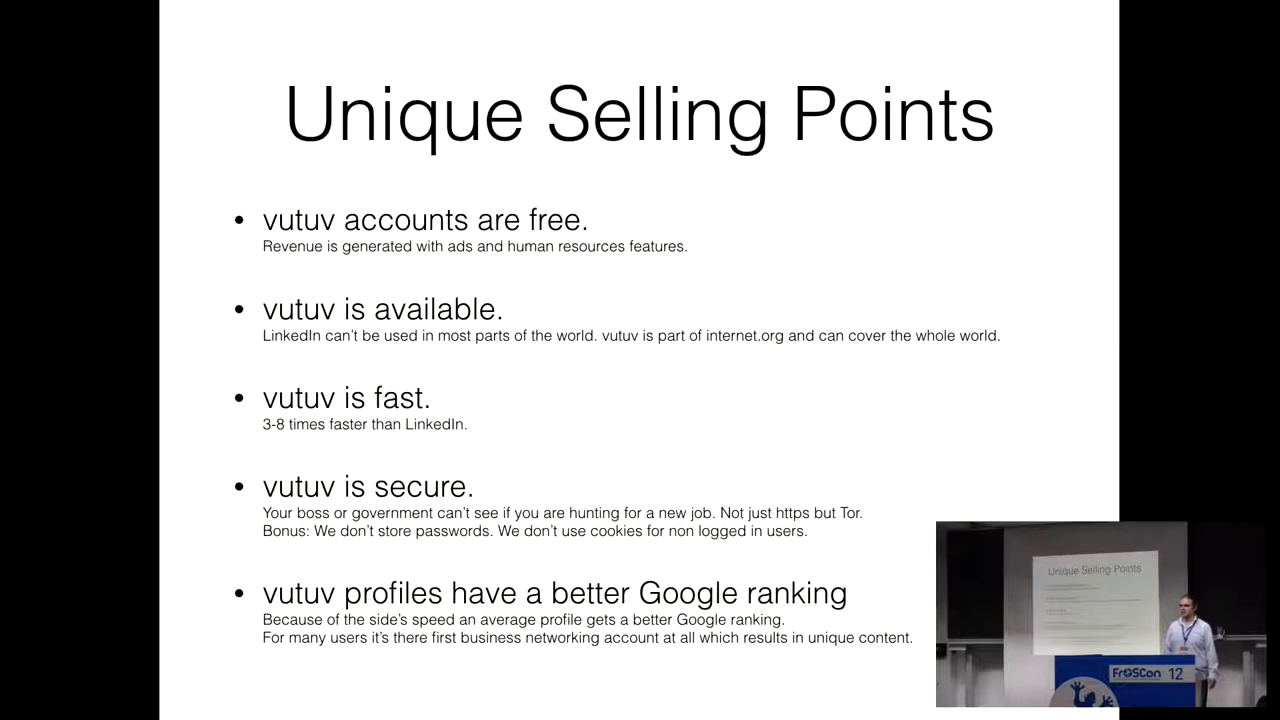 Unique Selling Points
• vutuv accounts are free.
Revenue is generated with ads and human resources features.
• vutuv is available.
LinkedIn can't be used in most parts of the world. vutuv is part of internet.org and can cover the whole world.
• vutuv is fast.
3-8 times faster than LinkedIn.
• vutuv is secure.
Your boss or government can't see if you are hunting for a new job. Not just https but Tor.
Bonus: We don't store passwords. We don't use cookies for non logged in users.
• vutuv profiles have a better Google ranking
Because of the side's speed an average profile gets a better Google ranking.
For many users it's there first business networking account at all which results in unique content.
Unique Selling Points
FrOSCon 12